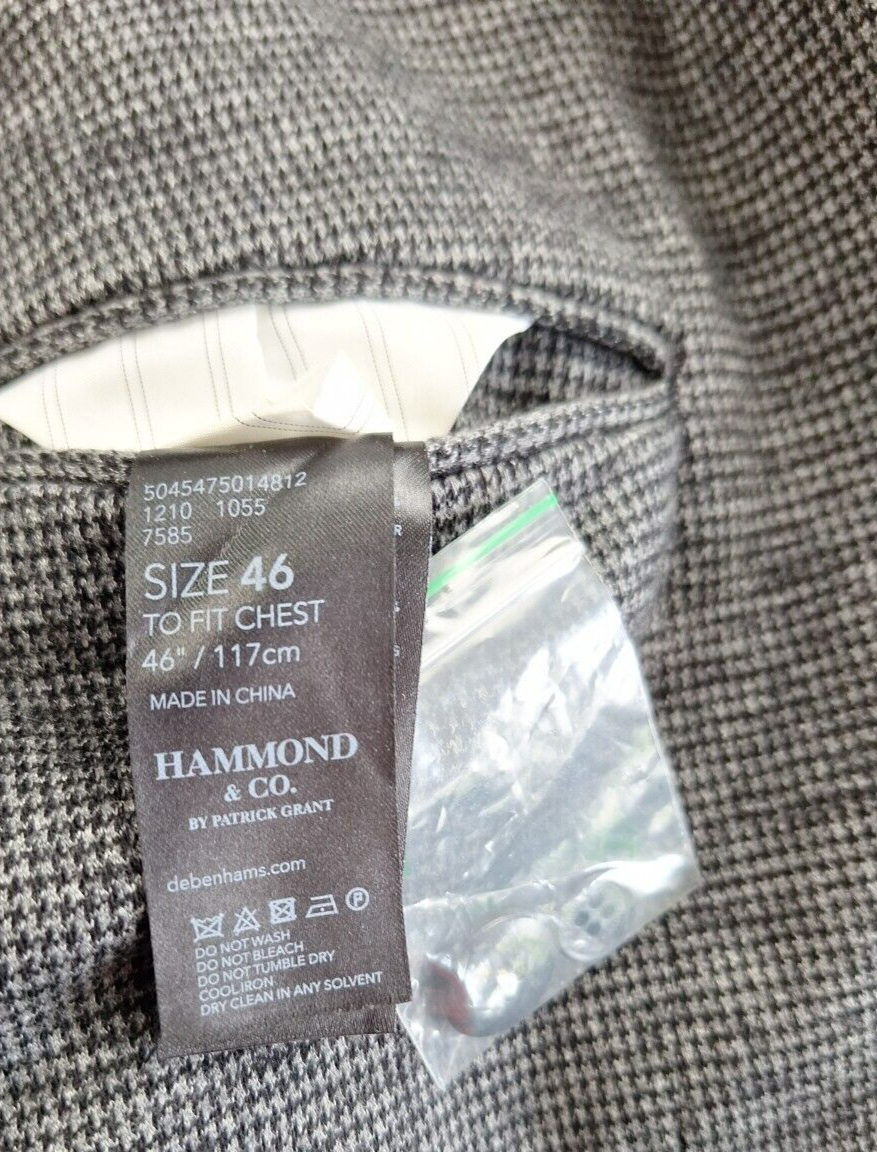 5045475014812
1210 1055
7585
SIZE 46
TO FIT CHEST
46" / 117cm
MADE IN CHINA
HAMMOND
& CO.
BY PATRICK GRANT
debenhams.com
P
DO NOT WASH
DO NOT BLEACH
DO NOT TUMBLE DRY
COOL IRON
DRY CLEAN IN ANY SOLVENT
R